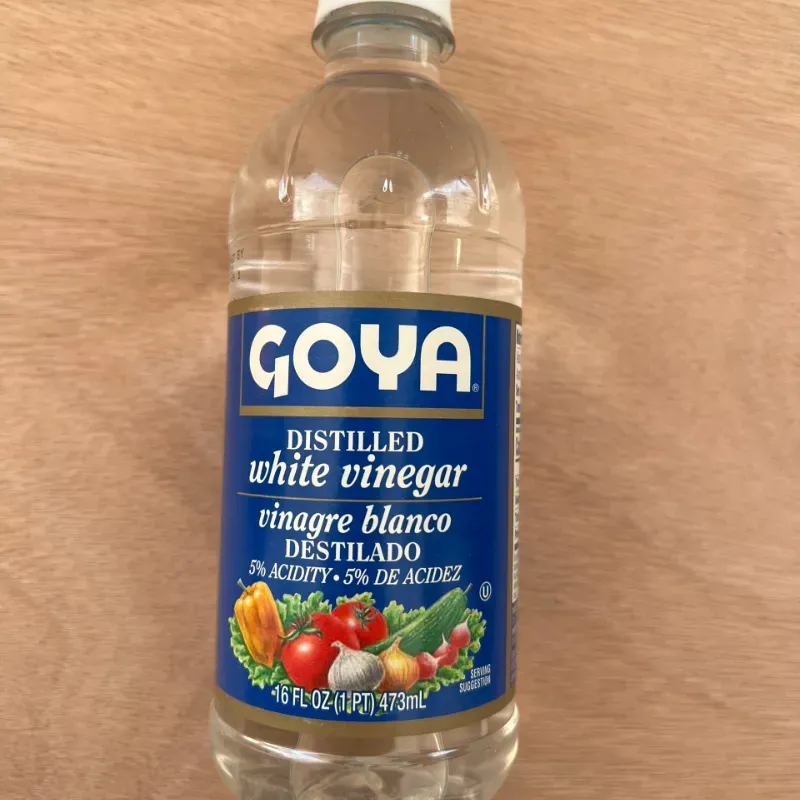 GOYA®
DISTILLED
white vinegar
vinagre blanco
DESTILADO
5% ACIDITY • 5% DE ACIDEZ
U
SERVING
SUGGESTION
16 FL OZ (1 PT) 473mL